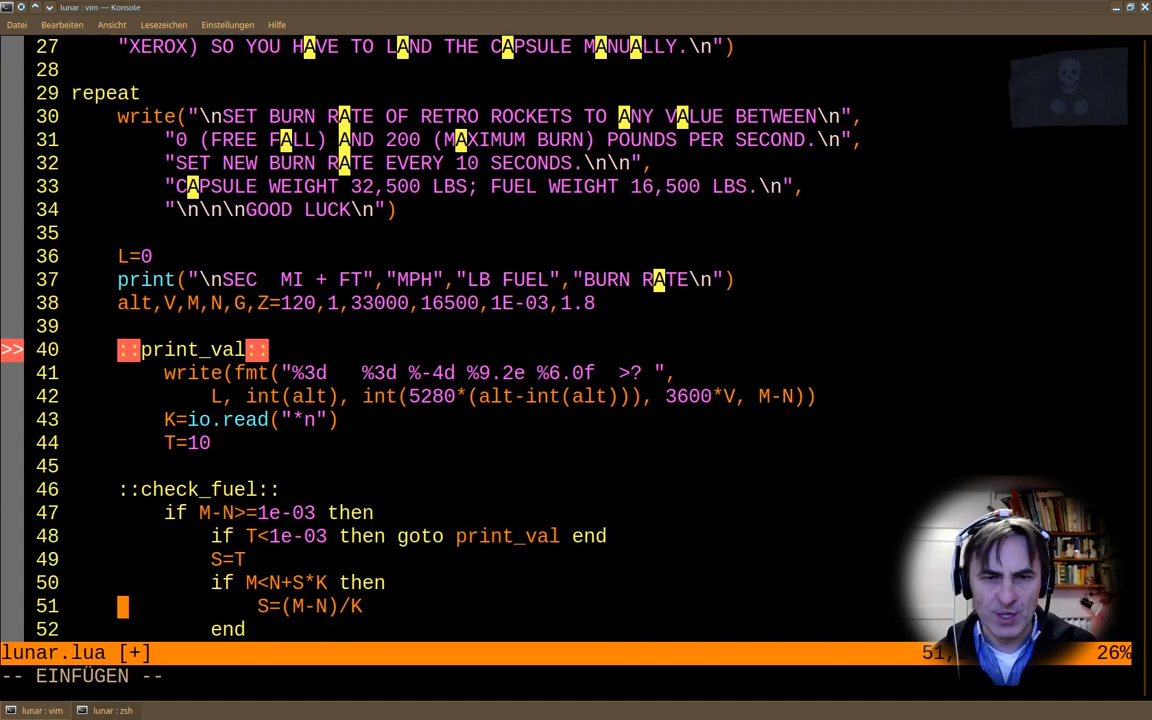 lunar : vim — Konsole
Datei Bearbeiten Ansicht Lesezeichen Einstellungen Hilfe
27 "XEROX) SO YOU HAVE TO LAND THE CAPSULE MANUALLY.\n")
28
29 repeat
30 write("\nSET BURN RATE OF RETRO ROCKETS TO ANY VALUE BETWEEN\n",
31 "0 (FREE FALL) AND 200 (MAXIMUM BURN) POUNDS PER SECOND.\n",
32 "SET NEW BURN RATE EVERY 10 SECONDS.\n\n",
33 "CAPSULE WEIGHT 32,500 LBS; FUEL WEIGHT 16,500 LBS.\n",
34 "\n\n\nGOOD LUCK\n")
35
36 L=0
37 print("\nSEC  MI + FT","MPH","LB FUEL","BURN RATE\n")
38 alt,V,M,N,G,Z=120,1,33000,16500,1E-03,1.8
39
>> 40 ::print_val::
41 write(fmt("%3d   %3d %-4d %9.2e %6.0f  >? ",
42 L, int(alt), int(5280*(alt-int(alt))), 3600*V, M-N))
43 K=io.read("*n")
44 T=10
45
46 ::check_fuel::
47 if M-N>=1e-03 then
48 if T<1e-03 then goto print_val end
49 S=T
50 if M<N+S*K then
51 S=(M-N)/K
52 end
lunar.lua [+] 51, 26%
-- EINFÜGEN --
lunar : vim lunar : zsh